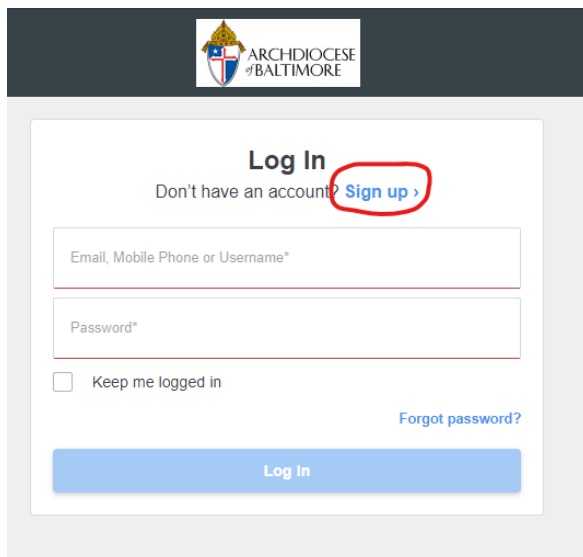 ARCHDIOCESE
of BALTIMORE
Log In
Don't have an account? Sign up ›
Email, Mobile Phone or Username*
Password*
Keep me logged in
Forgot password?
Log In